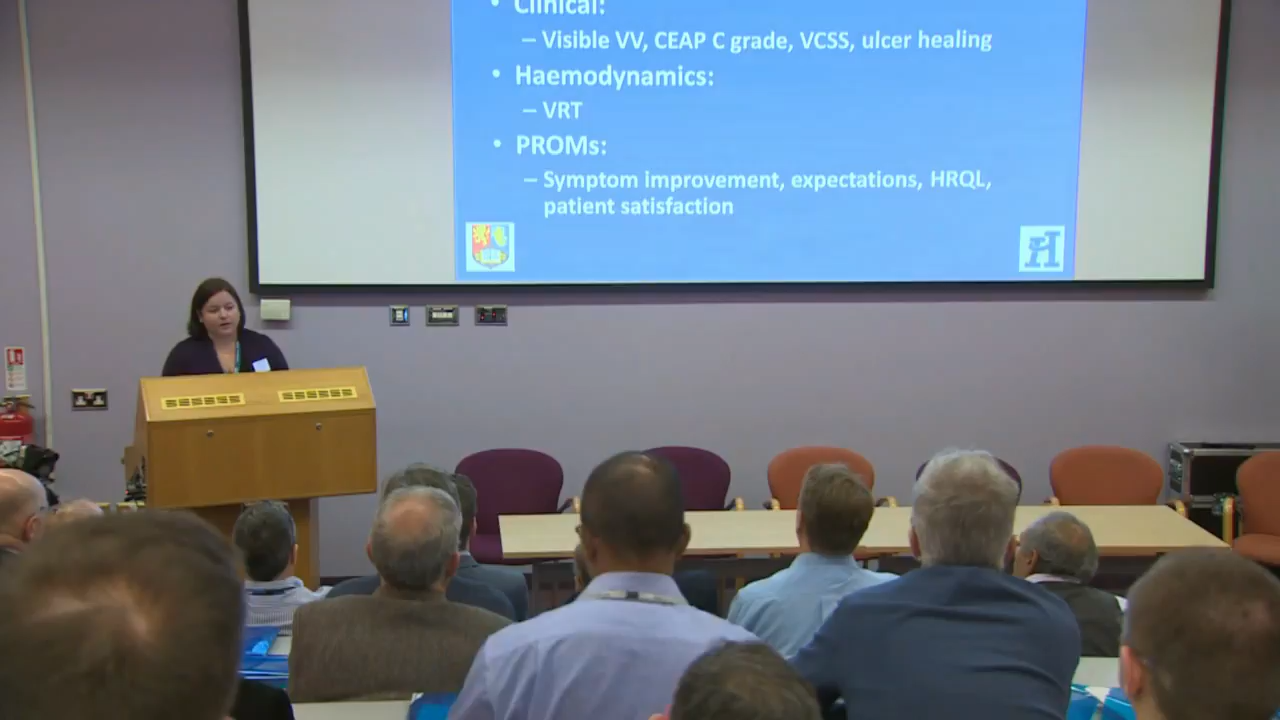 • Clinical:
– Visible VV, CEAP C grade, VCSS, ulcer healing
• Haemodynamics:
– VRT
• PROMs:
– Symptom improvement, expectations, HRQL,
patient satisfaction